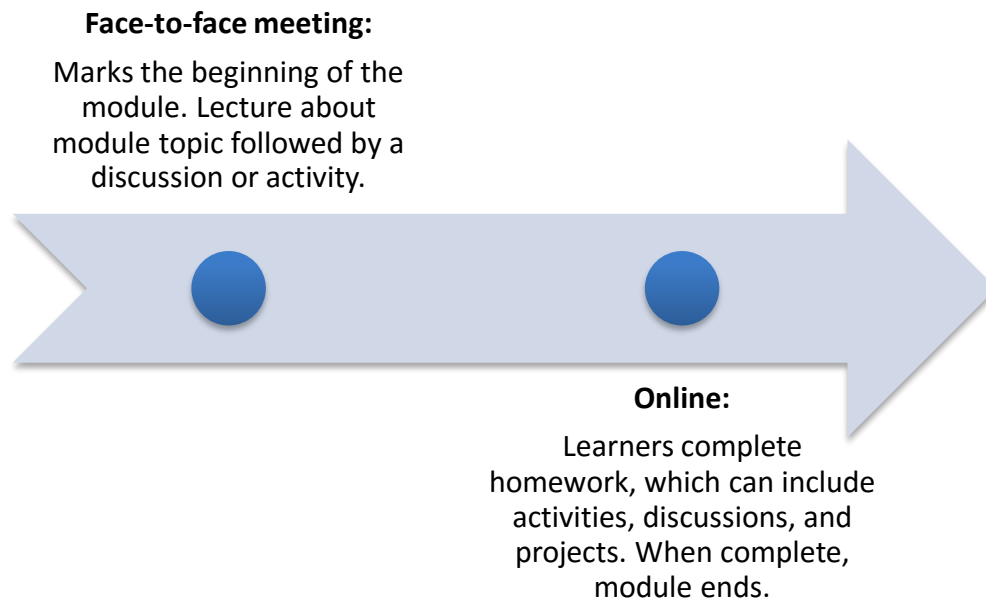 Face-to-face meeting:
Marks the beginning of the
module. Lecture about
module topic followed by a
discussion or activity.
Online:
Learners complete
homework, which can include
activities, discussions, and
projects. When complete,
module ends.